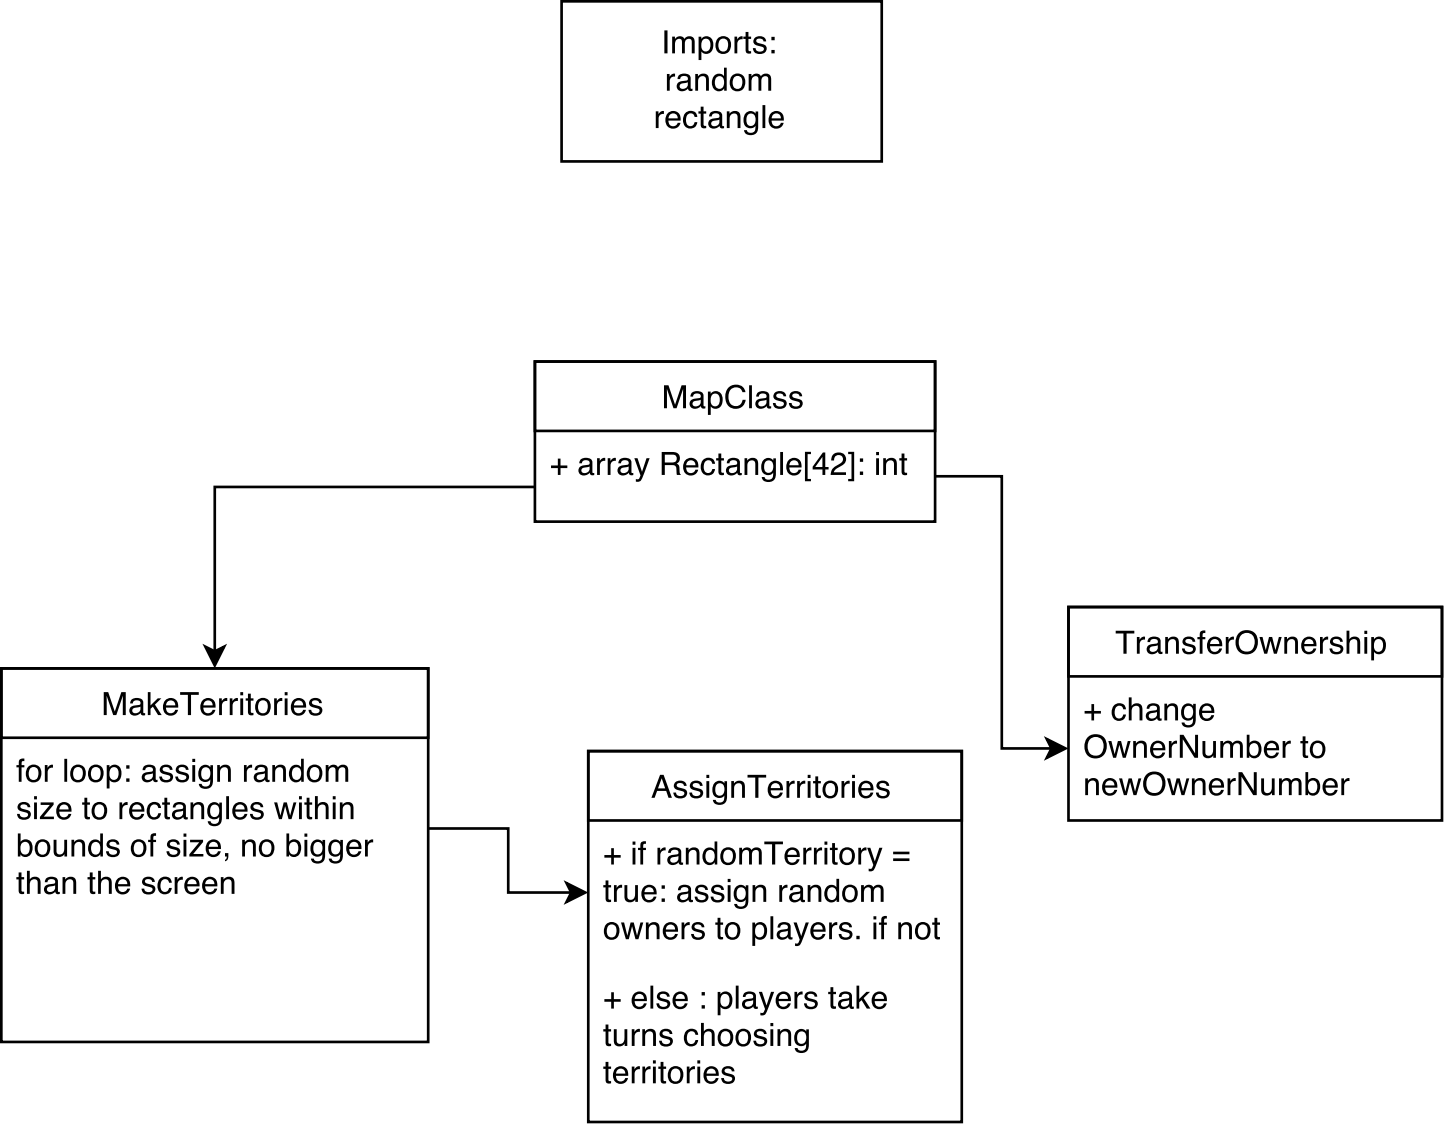 Imports:
random
rectangle
MapClass
+ array Rectangle[42]: int
MakeTerritories
for loop: assign random
size to rectangles within
bounds of size, no bigger
than the screen
AssignTerritories
+ if randomTerritory =
true: assign random
owners to players. if not
+ else : players take
turns choosing
territories
TransferOwnership
+ change
OwnerNumber to
newOwnerNumber